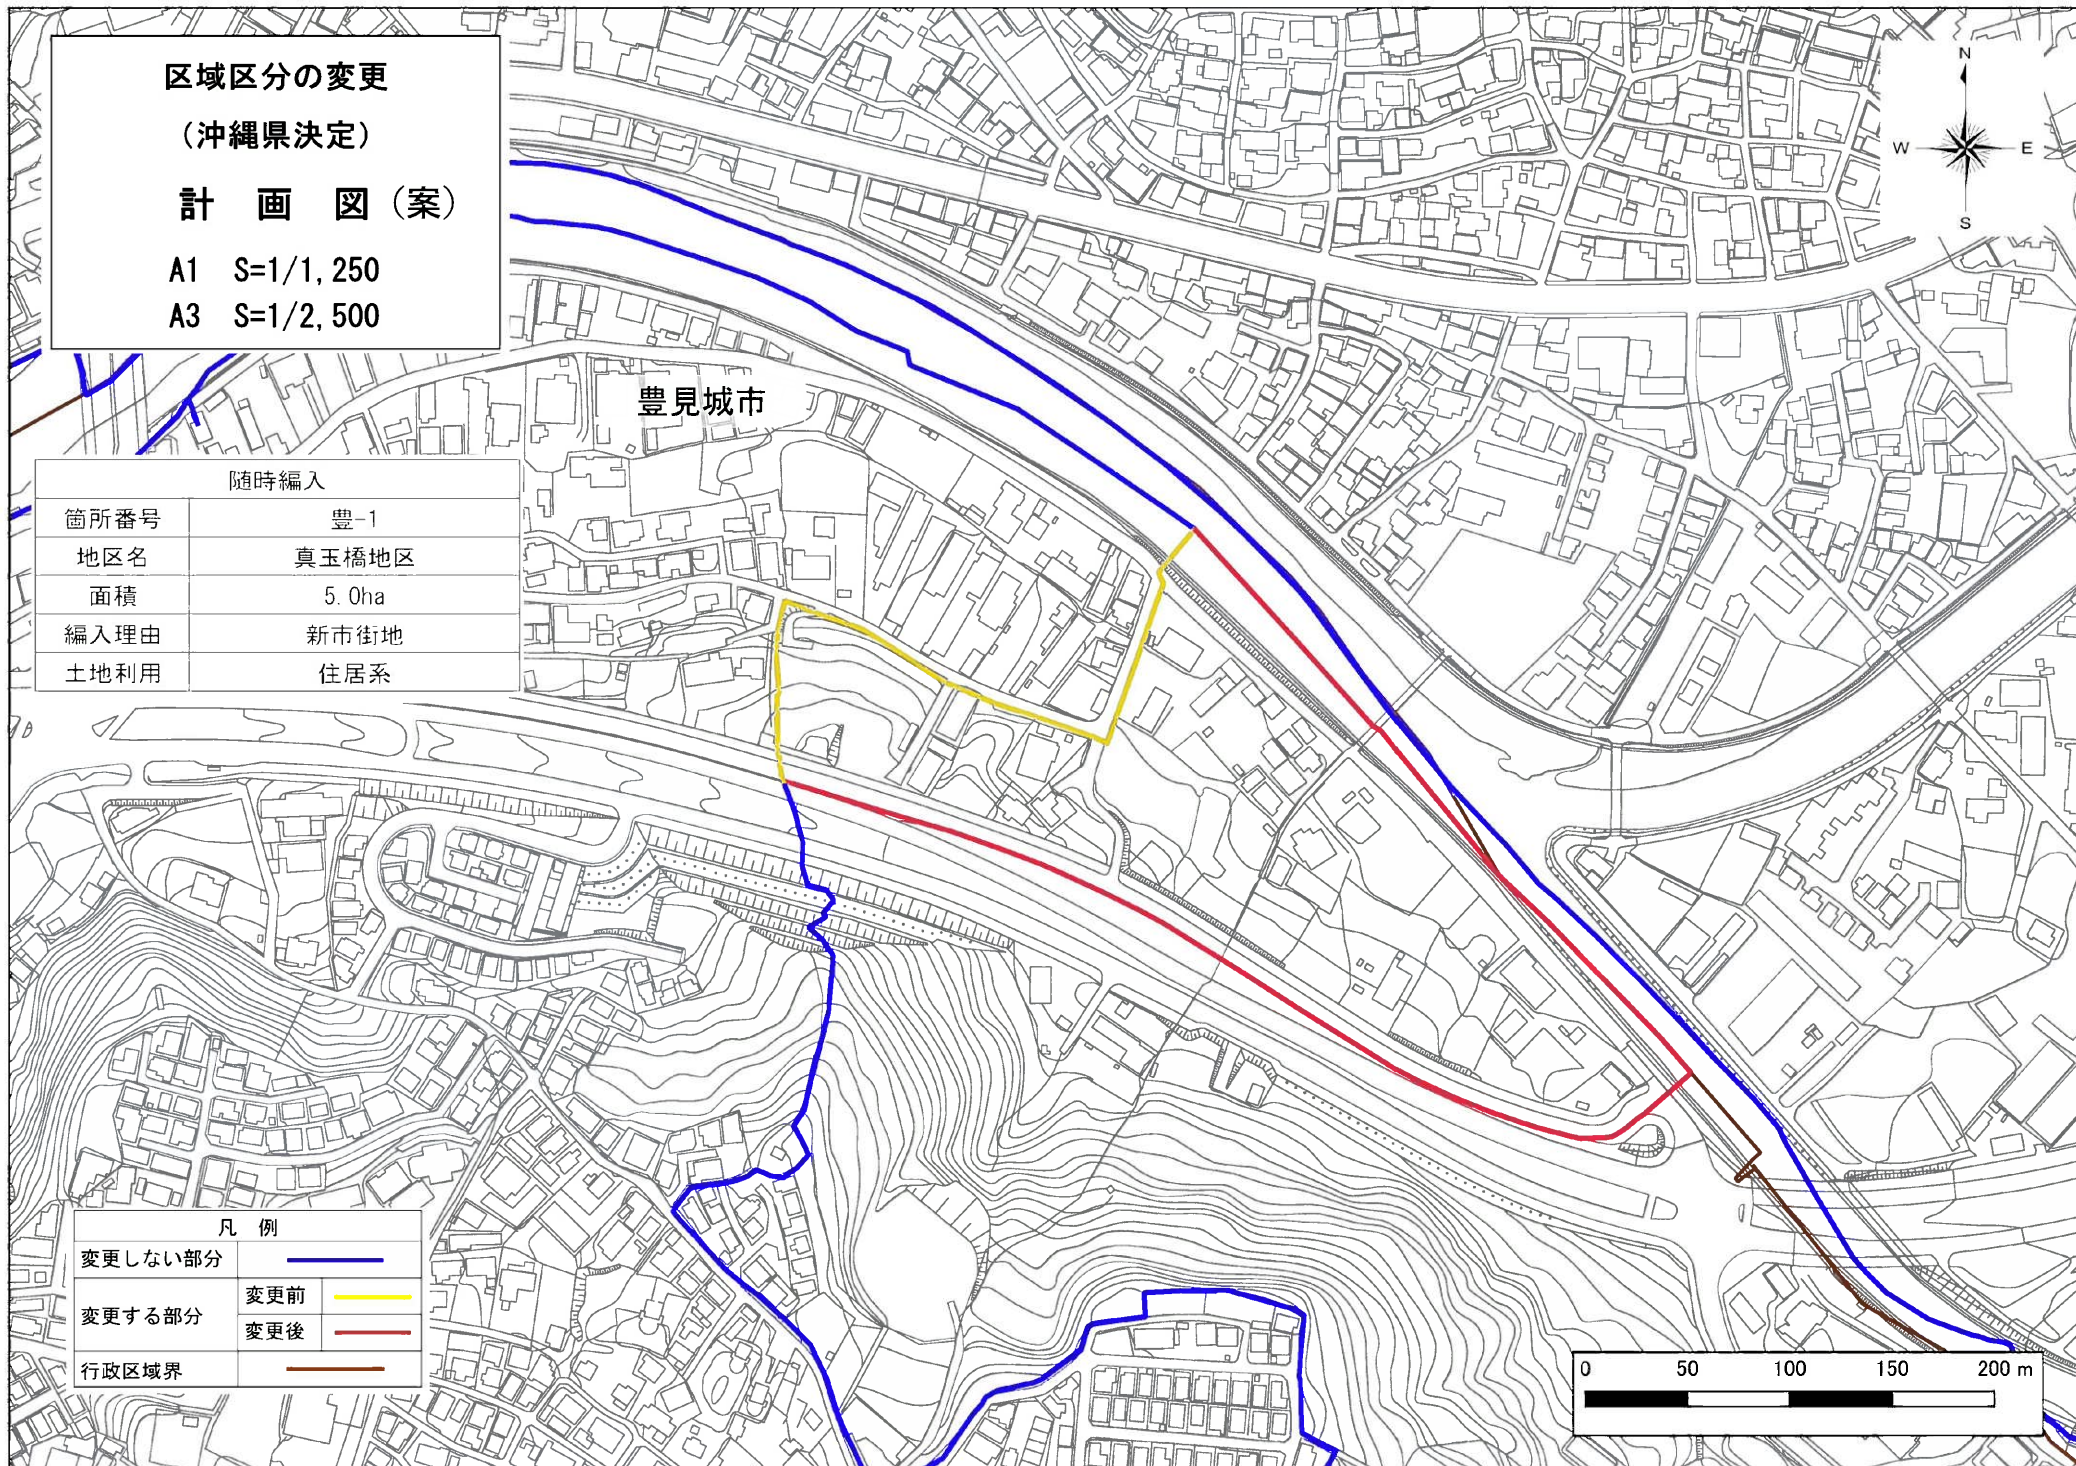 区域区分の変更
（沖縄県決定）
計 画 図（案）
A1 S=1/1,250
A3 S=1/2,500
N
W E
S
豊見城市
随時編入
箇所番号 豊-1
地区名 真玉橋地区
面積 5.0ha
編入理由 新市街地
土地利用 住居系
凡 例
変更しない部分
変更する部分 変更前
変更後
行政区域界
0 50 100 150 200 m